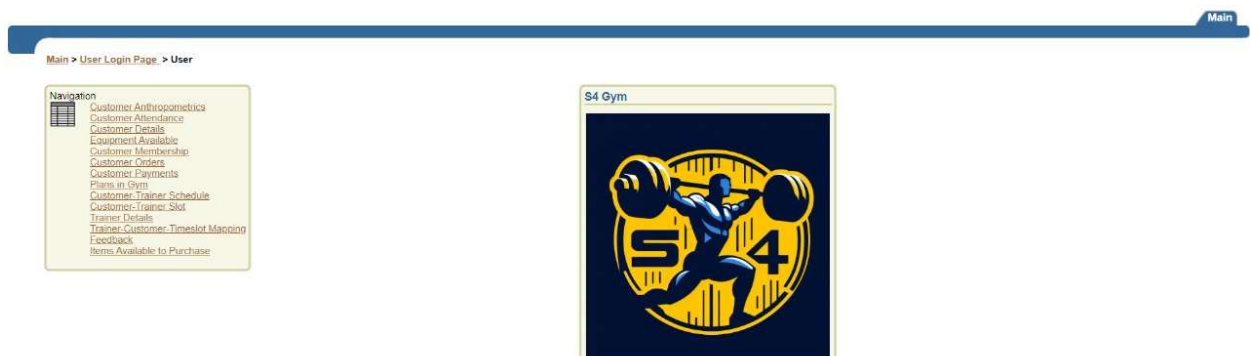 Main
Main > User Login Page > User
Navigation
Customer Anthropometrics
Customer Attendance
Customer Details
Equipment Available
Customer Membership
Customer Orders
Customer Payments
Plans in Gym
Customer-Trainer Schedule
Customer-Trainer Slot
Trainer Details
Trainer-Customer-Timeslot Mapping
Feedback
Items Available to Purchase
S4 Gym
S 4